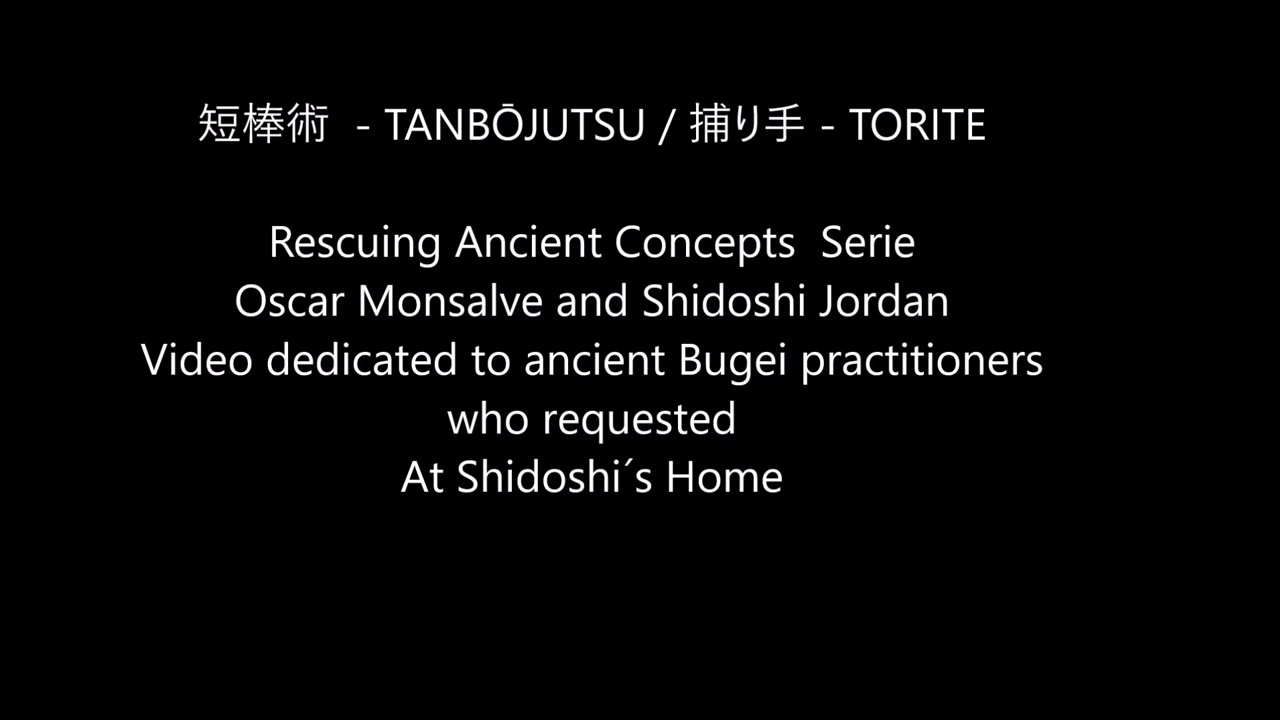 短棒術  - TANBŌJUTSU / 捕り手 - TORITE
Rescuing Ancient Concepts  Serie
Oscar Monsalve and Shidoshi Jordan
Video dedicated to ancient Bugei practitioners
who requested
At Shidoshi´s Home